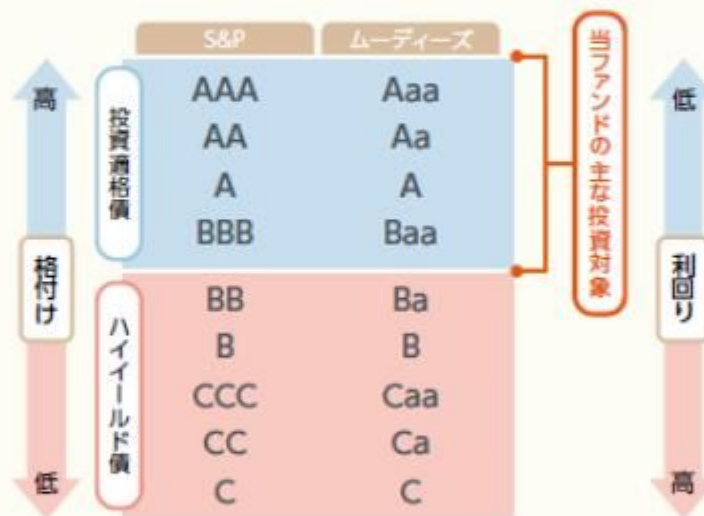 S&P ムーディーズ
高
格付け
低
投資適格債
AAA Aaa
AA Aa
A A
BBB Baa
ハイイールド債
BB Ba
B B
CCC Caa
CC Ca
C C
当ファンドの主な投資対象
低
利回り
高